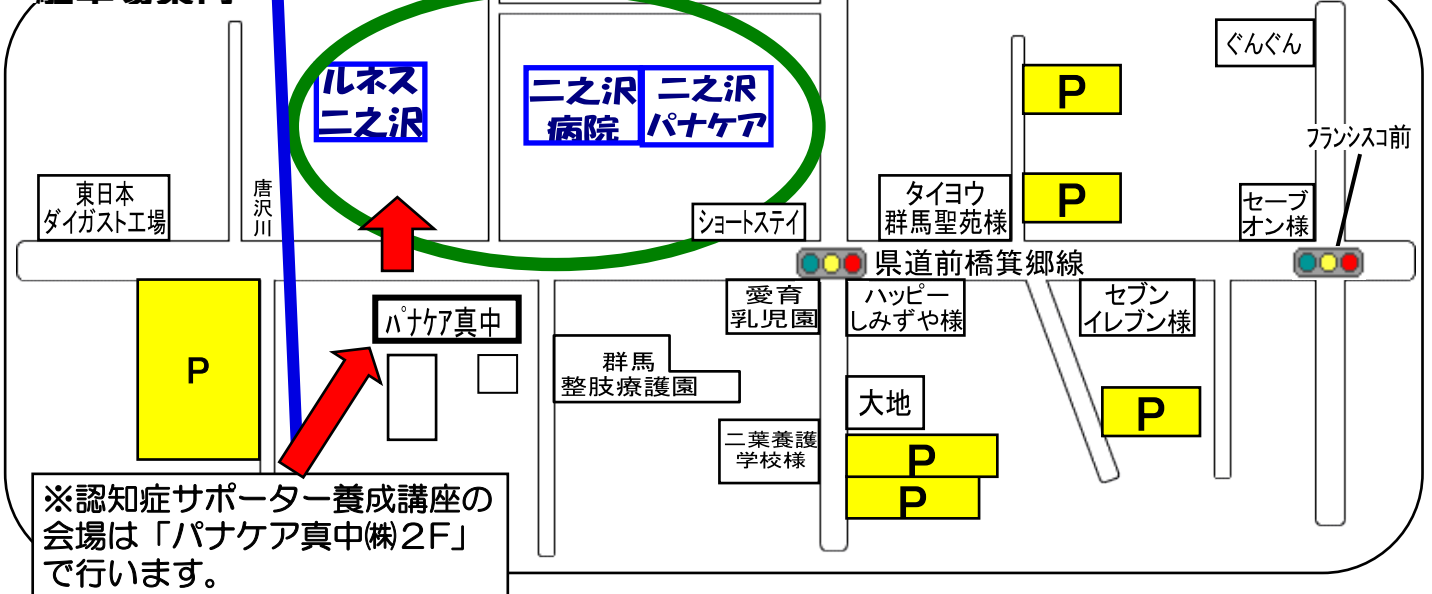 駐車場案内
ぐんぐん
ルネス
二之沢
二之沢
病院
二之沢
パナケア
P
フランシスコ前
東日本
ダイガスト工場
唐沢川
ショートステイ
タイヨウ
群馬聖苑様
P
セーブ
オン様
県道前橋箕郷線
愛育
乳児園
ハッピー
しみずや様
セブン
イレブン様
パナケア真中
P
群馬
整肢療護園
大地
P
二葉養護
学校様
P
P
※認知症サポーター養成講座の
会場は「パナケア真中㈱2F」
で行います。